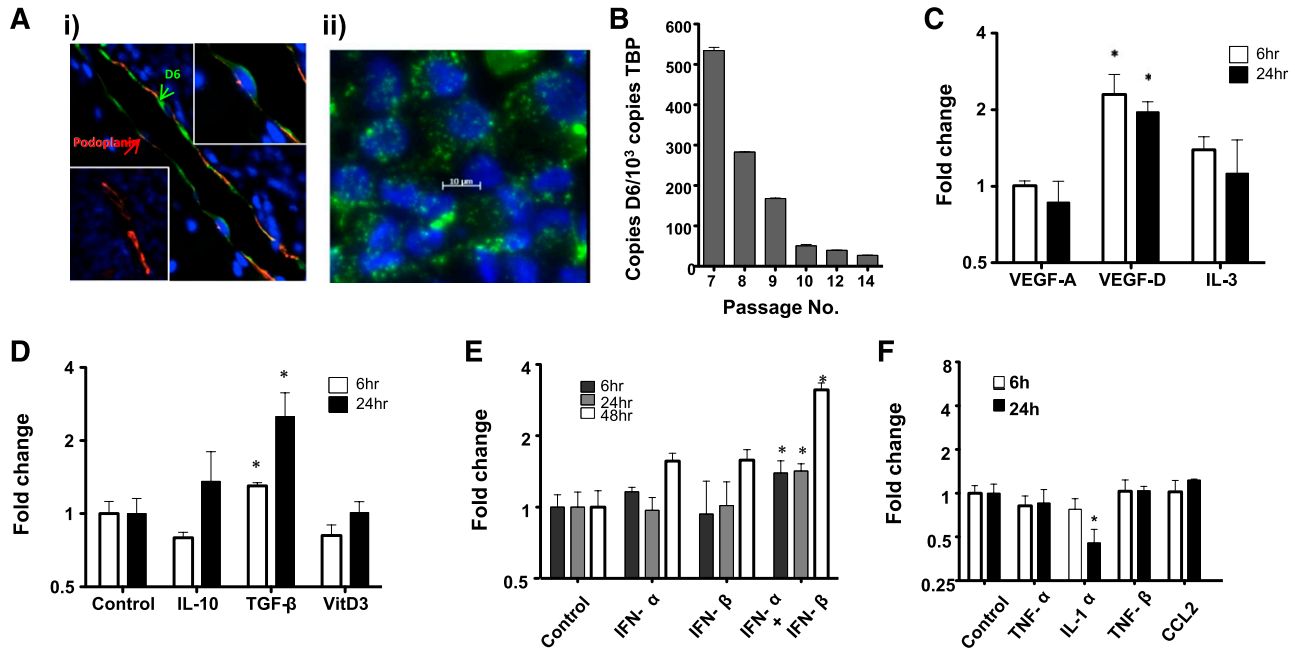 A
i)
D6
Podoplanin
ii)
10 µm
B
Copies D6/10³ copies TBP
600
500
400
300
200
100
0
7 8 9 10 12 14
Passage No.
C
Fold change
4
2
1
0.5
* *
6hr
24hr
VEGF-A VEGF-D IL-3
D
Fold change
4
2
1
0.5
* *
6hr
24hr
Control IL-10 TGF-β VitD3
E
Fold change
4
2
1
0.5
6hr
24hr
48hr
* * *
Control IFN- α IFN- β IFN- α + IFN- β
F
Fold change
8
4
2
1
0.5
0.25
6h
24h
*
Control TNF- α IL-1 α TNF- β CCL2